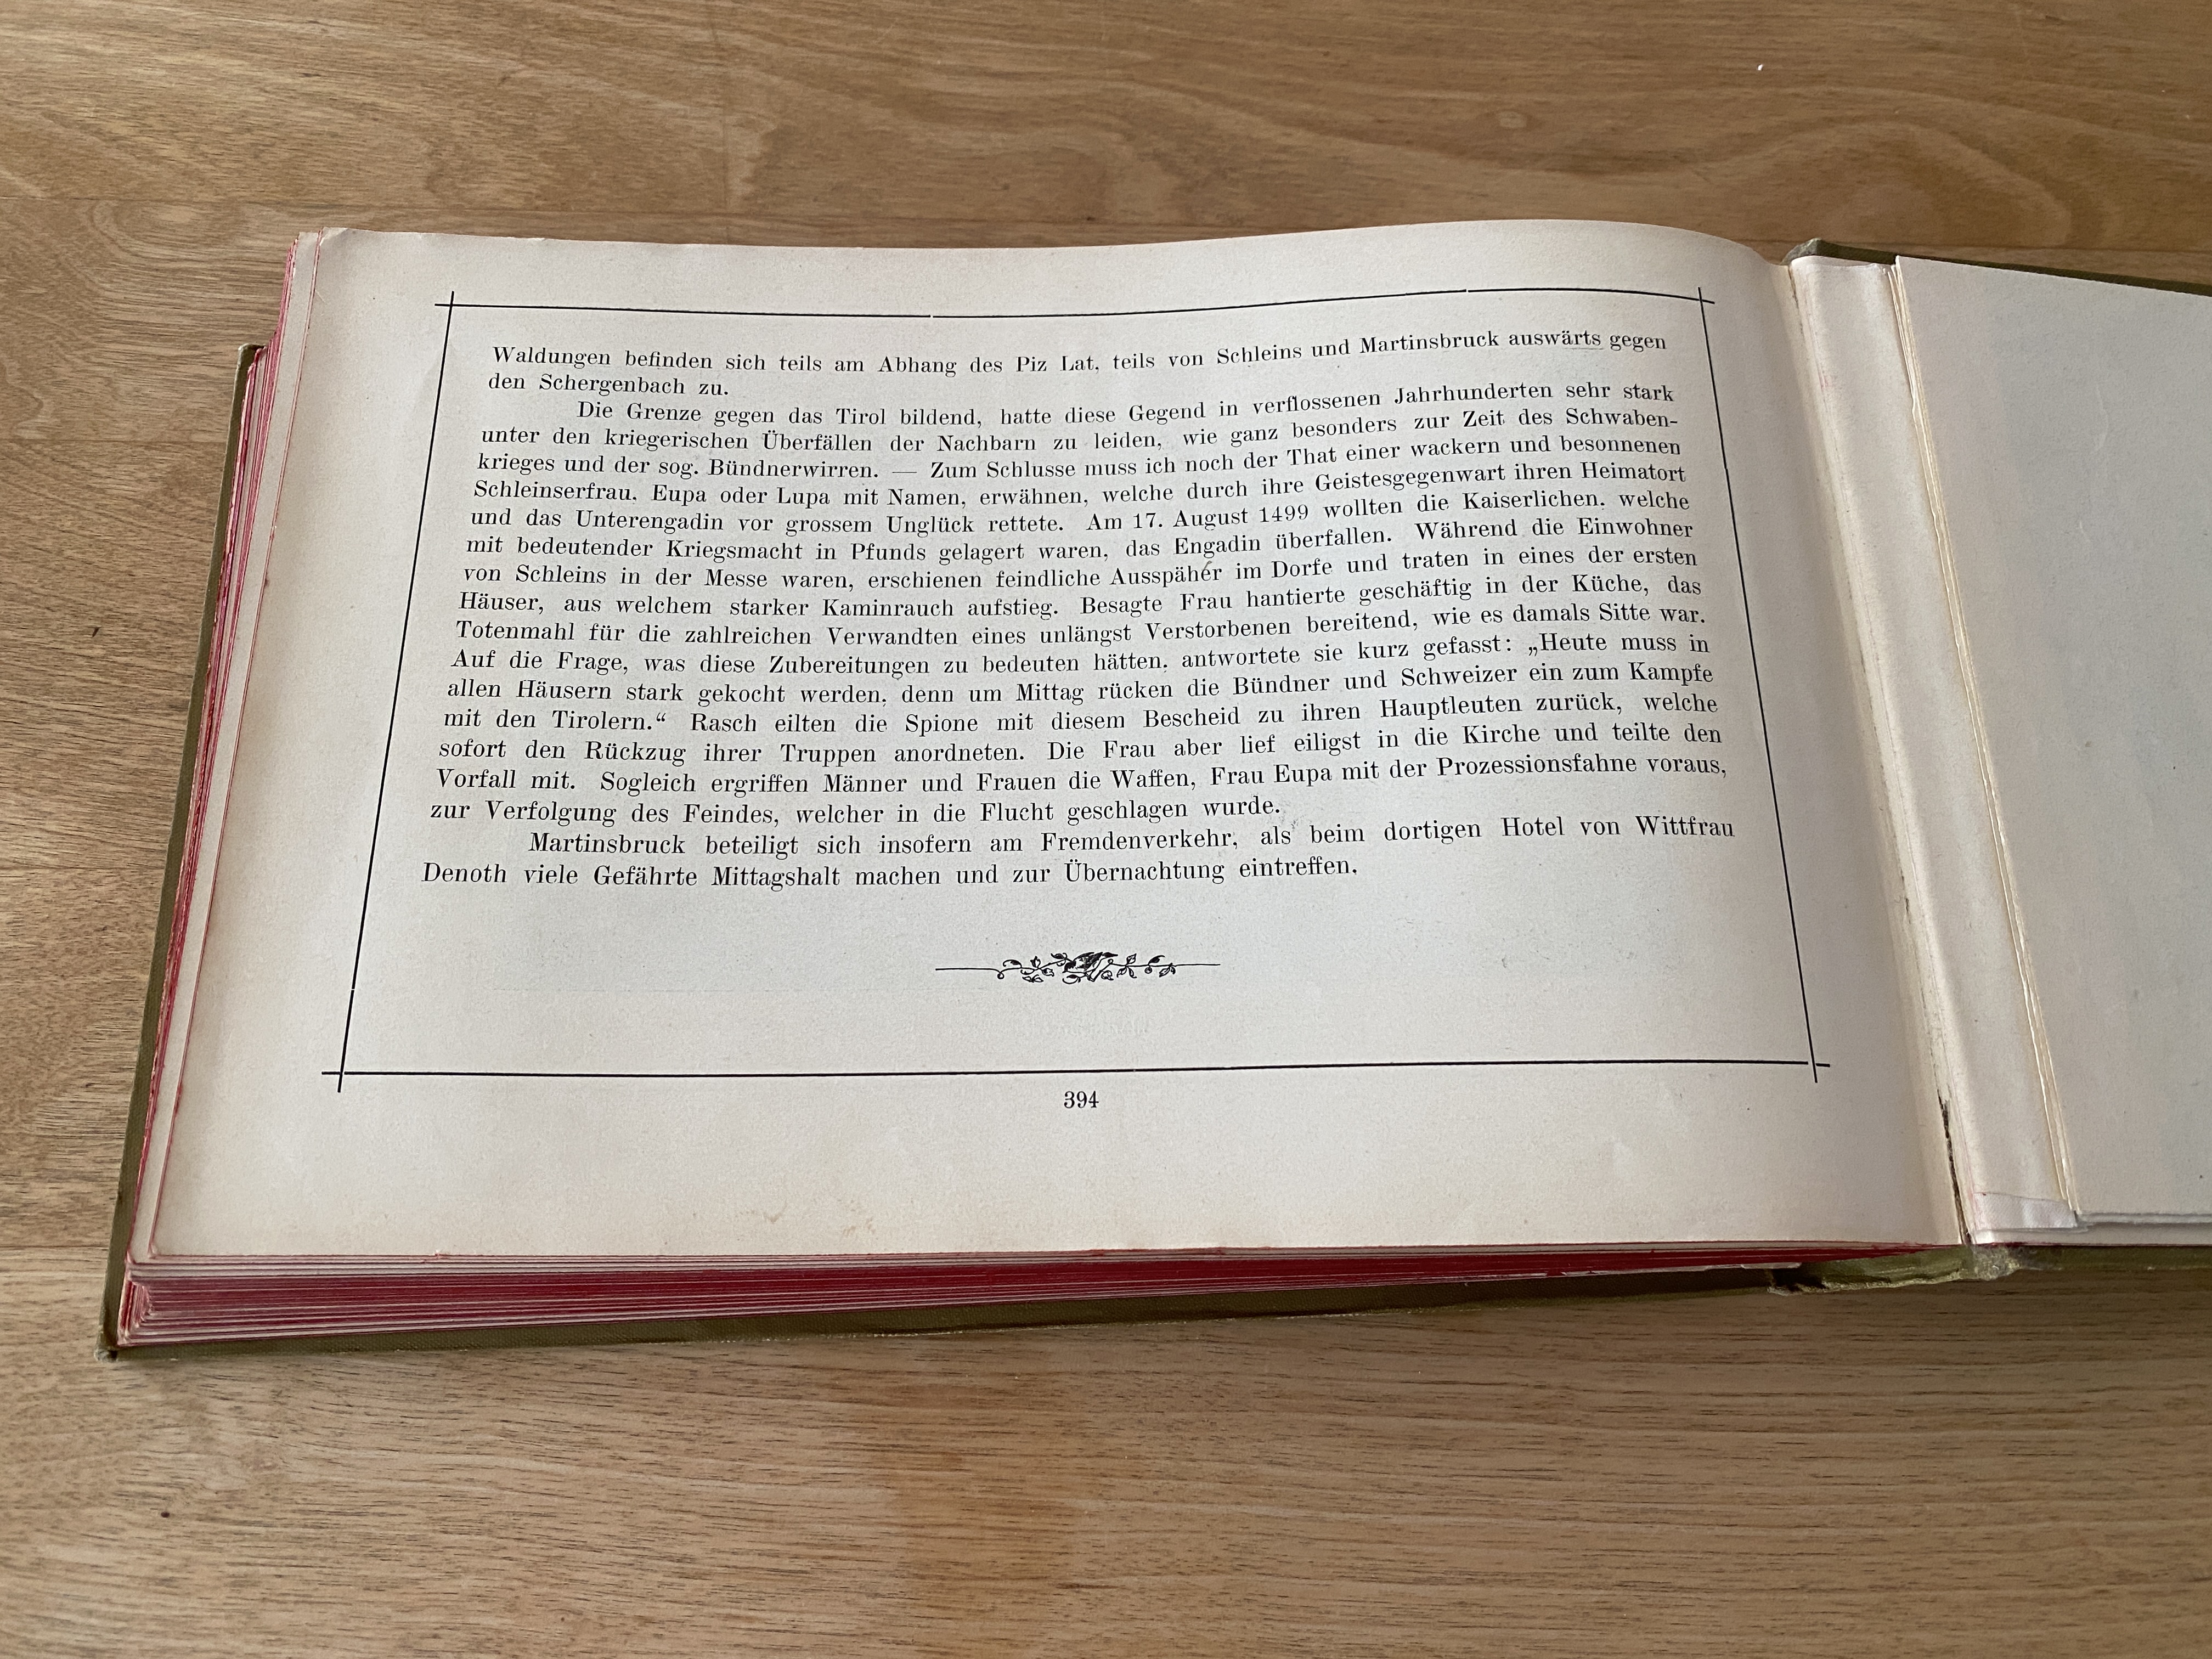 Waldungen befinden sich teils am Abhang des Piz Lat, teils von Schleins und Martinsbruck auswärts gegen
den Schergenbach zu.
Die Grenze gegen das Tirol bildend, hatte diese Gegend in verflossenen Jahrhunderten sehr stark
unter den kriegerischen Überfällen der Nachbarn zu leiden, wie ganz besonders zur Zeit des Schwaben-
krieges und der sog. Bündnerwirren. — Zum Schlusse muss ich noch der That einer wackern und besonnenen
Schleinserfrau, Eupa oder Lupa mit Namen, erwähnen, welche durch ihre Geistesgegenwart ihren Heimatort
und das Unterengadin vor grossem Unglück rettete. Am 17. August 1499 wollten die Kaiserlichen, welche
mit bedeutender Kriegsmacht in Pfunds gelagert waren, das Engadin überfallen. Während die Einwohner
von Schleins in der Messe waren, erschienen feindliche Ausspäher im Dorfe und traten in eines der ersten
Häuser, aus welchem starker Kaminrauch aufstieg. Besagte Frau hantierte geschäftig in der Küche, das
Totenmahl für die zahlreichen Verwandten eines unlängst Verstorbenen bereitend, wie es damals Sitte war.
Auf die Frage, was diese Zubereitungen zu bedeuten hätten, antwortete sie kurz gefasst: „Heute muss in
allen Häusern stark gekocht werden, denn um Mittag rücken die Bündner und Schweizer ein zum Kampfe
mit den Tirolern.“ Rasch eilten die Spione mit diesem Bescheid zu ihren Hauptleuten zurück, welche
sofort den Rückzug ihrer Truppen anordneten. Die Frau aber lief eiligst in die Kirche und teilte den
Vorfall mit. Sogleich ergriffen Männer und Frauen die Waffen, Frau Eupa mit der Prozessionsfahne voraus,
zur Verfolgung des Feindes, welcher in die Flucht geschlagen wurde.
Martinsbruck beteiligt sich insofern am Fremdenverkehr, als beim dortigen Hotel von Wittfrau
Denoth viele Gefährte Mittagshalt machen und zur Übernachtung eintreffen.
394